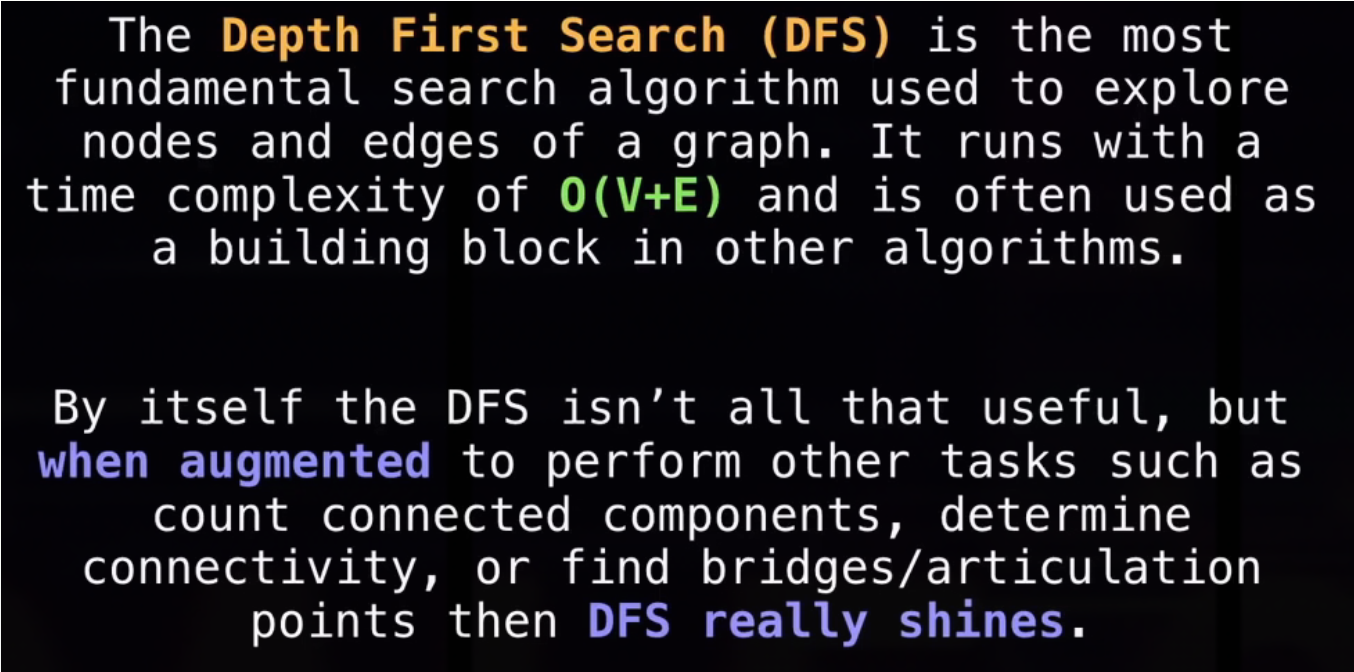 The Depth First Search (DFS) is the most
fundamental search algorithm used to explore
nodes and edges of a graph. It runs with a
time complexity of O(V+E) and is often used as
a building block in other algorithms.
By itself the DFS isn’t all that useful, but
when augmented to perform other tasks such as
count connected components, determine
connectivity, or find bridges/articulation
points then DFS really shines.